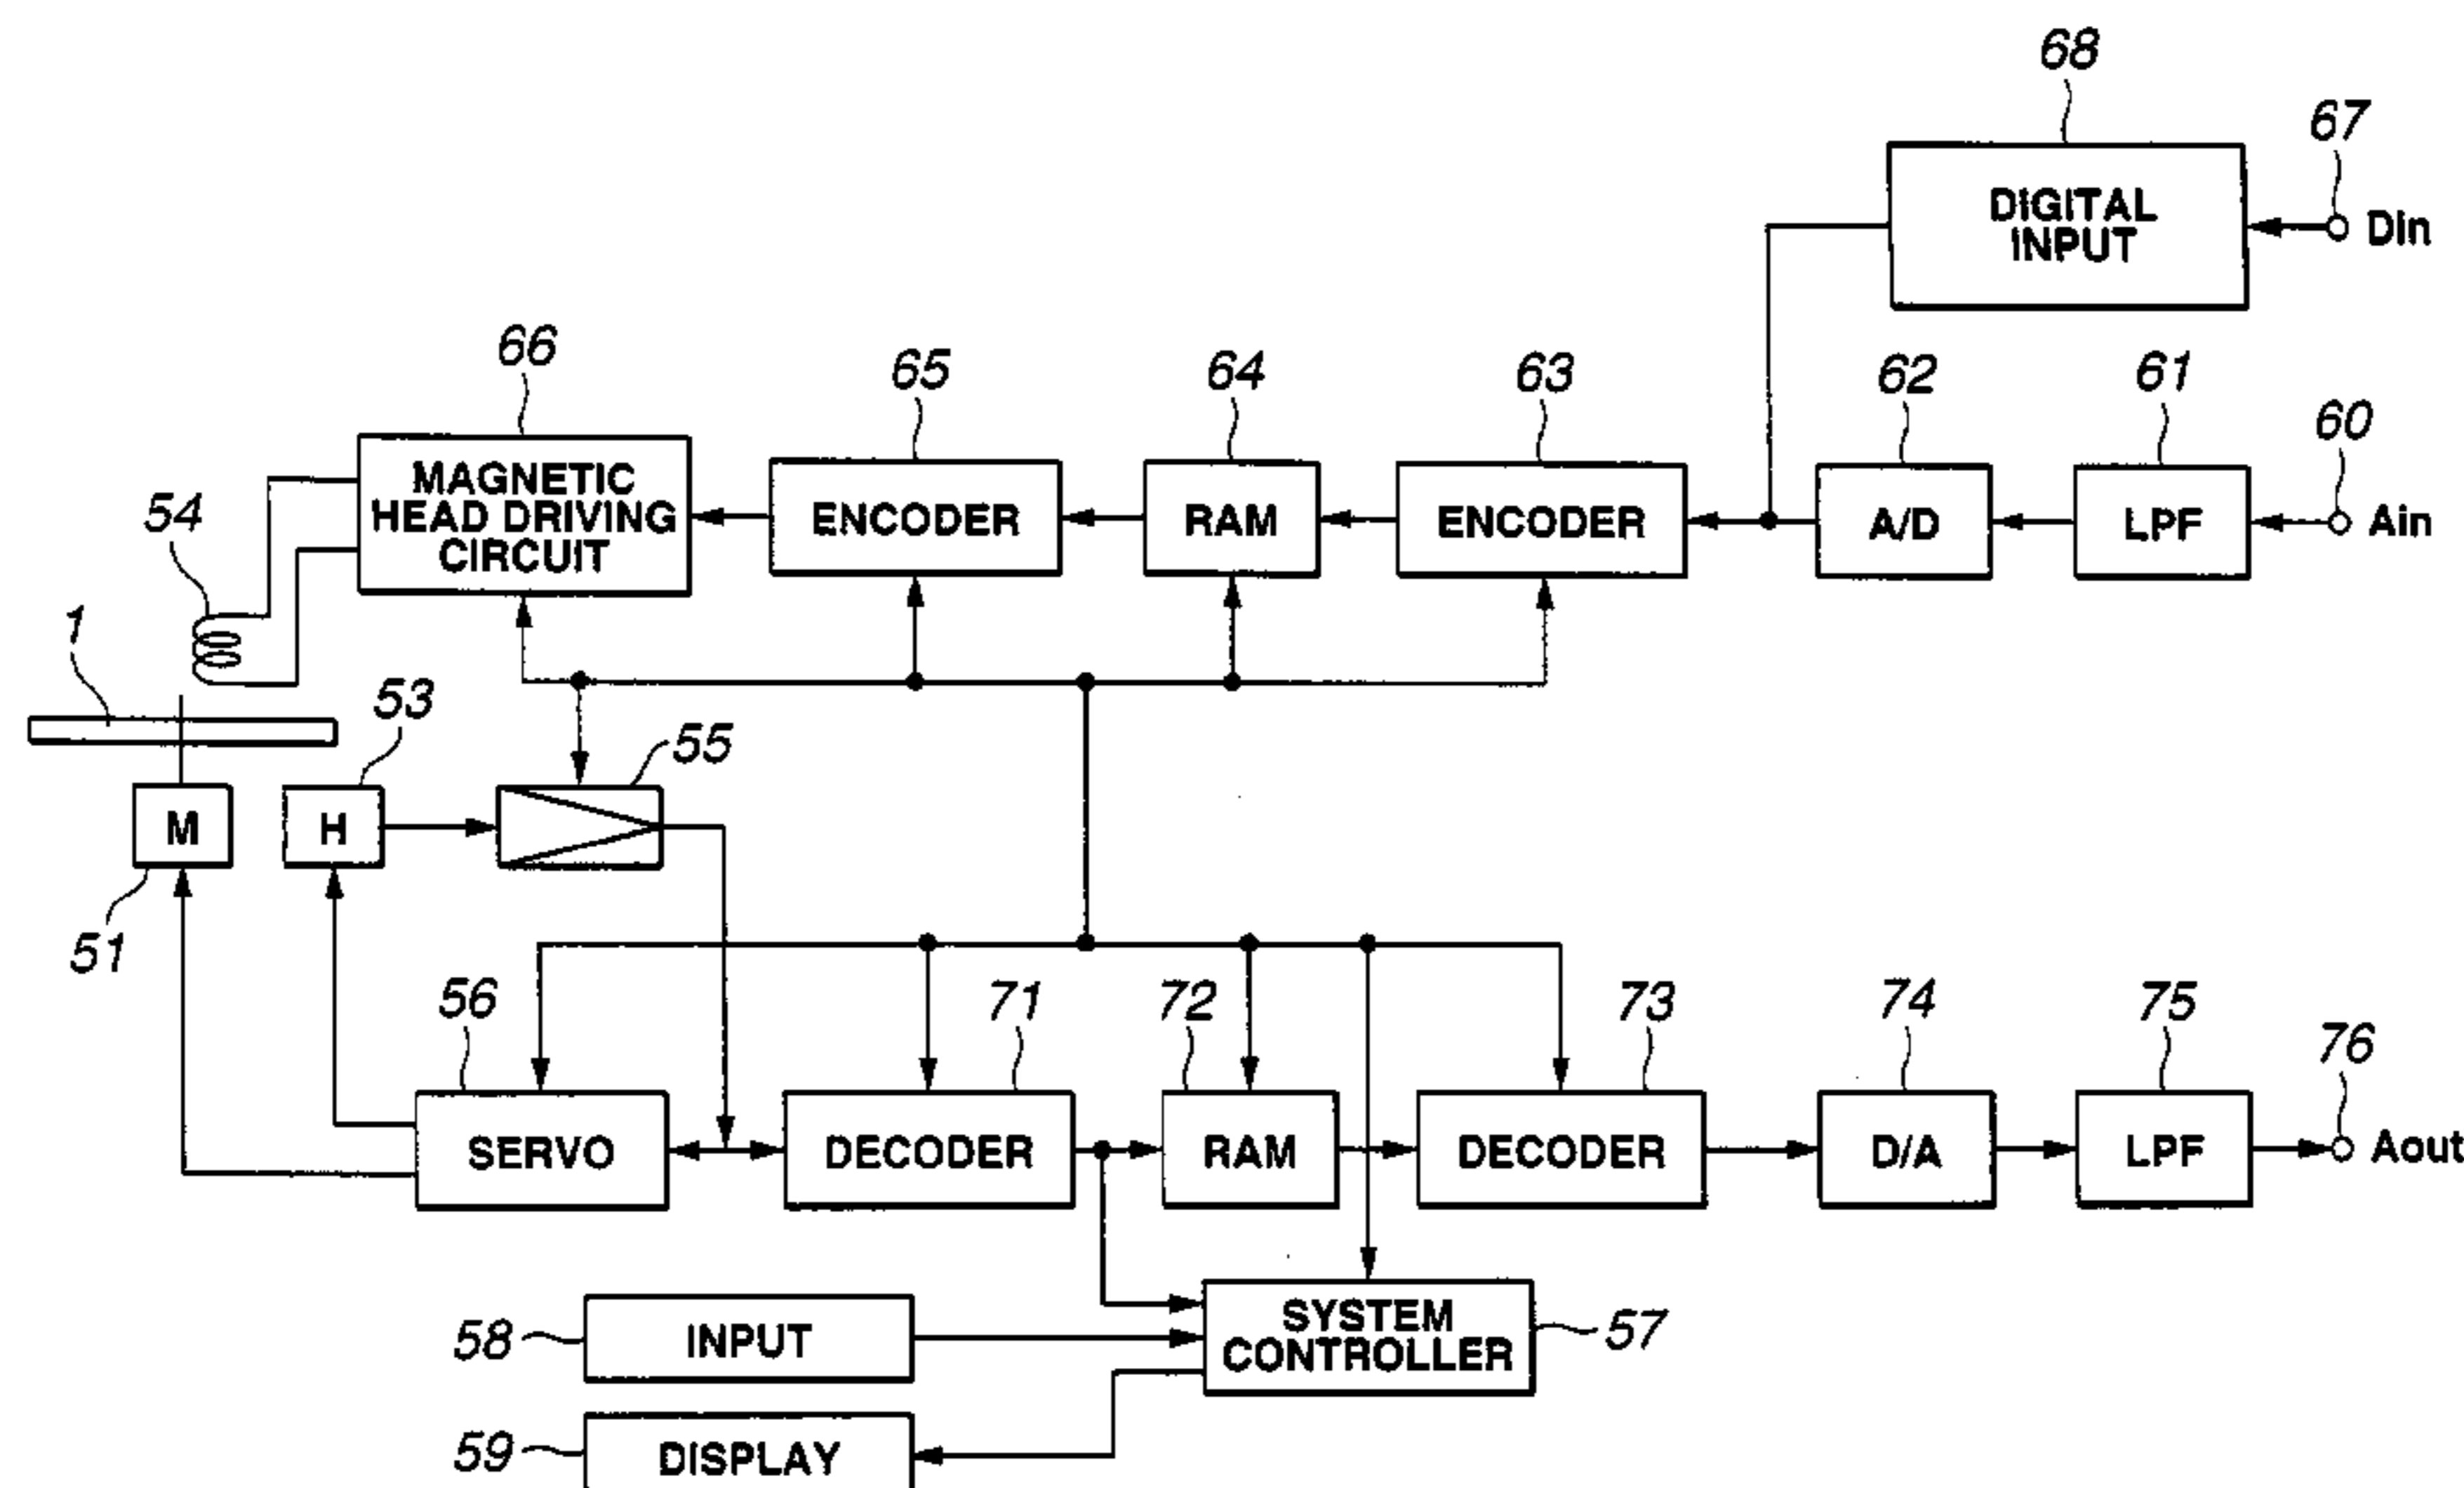 68
67
DIGITAL
INPUT
Din
66
65
64
63
62
61
60
MAGNETIC
HEAD DRIVING
CIRCUIT
ENCODER
RAM
ENCODER
A/D
LPF
Ain
54
1
53
55
M
H
51
56
71
72
73
74
75
76
SERVO
DECODER
RAM
DECODER
D/A
LPF
Aout
58
INPUT
SYSTEM
CONTROLLER
57
59
DISPLAY